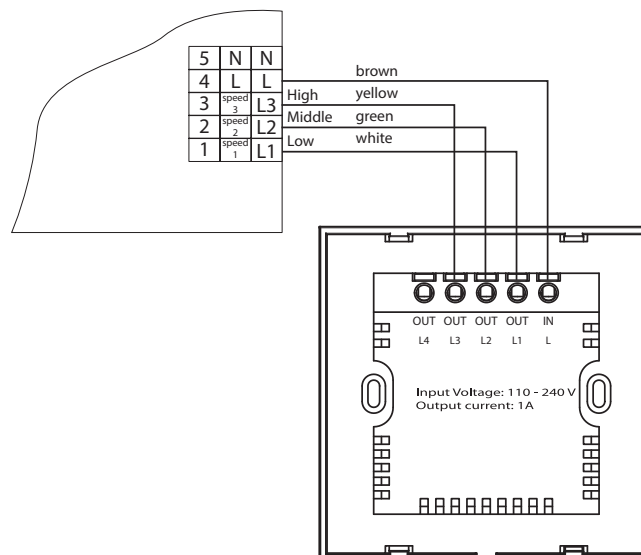 5 N N
4 L L
brown
3 speed 3 L3
High yellow
2 speed 2 L2
Middle green
1 speed 1 L1
Low white
OUT OUT OUT OUT IN
L4 L3 L2 L1 L
Input Voltage: 110 - 240 V
Output current: 1A